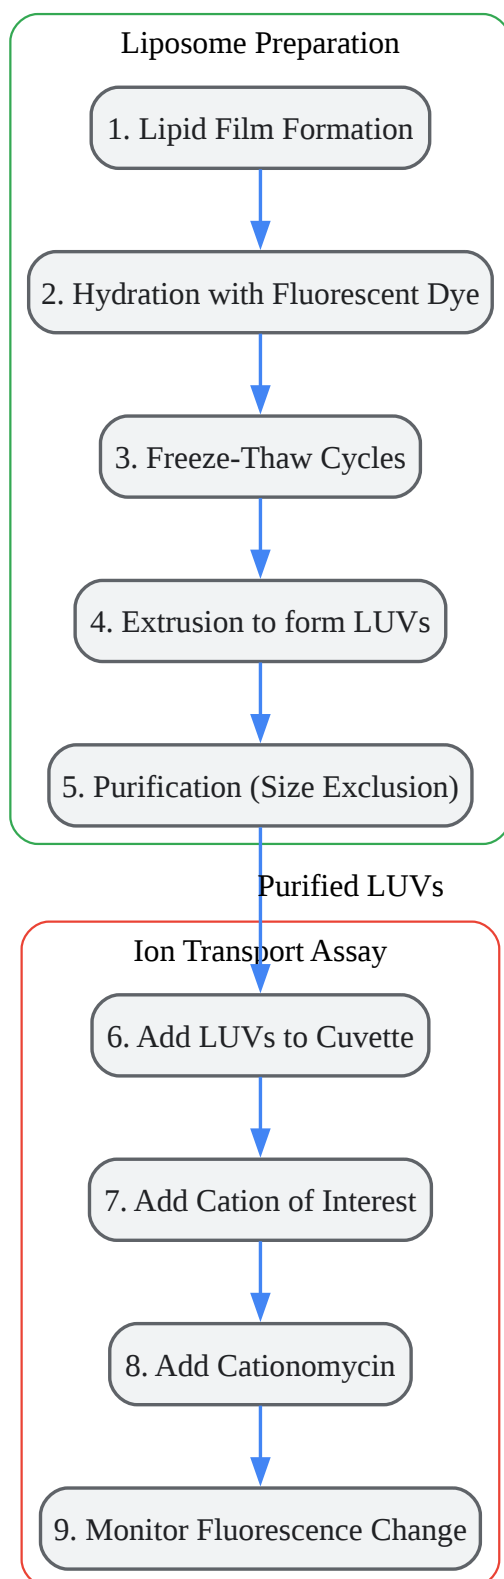 Liposome Preparation
1. Lipid Film Formation
2. Hydration with Fluorescent Dye
3. Freeze-Thaw Cycles
4. Extrusion to form LUVs
5. Purification (Size Exclusion)
Purified LUVs
Ion Transport Assay
6. Add LUVs to Cuvette
7. Add Cation of Interest
8. Add Cationomycin
9. Monitor Fluorescence Change